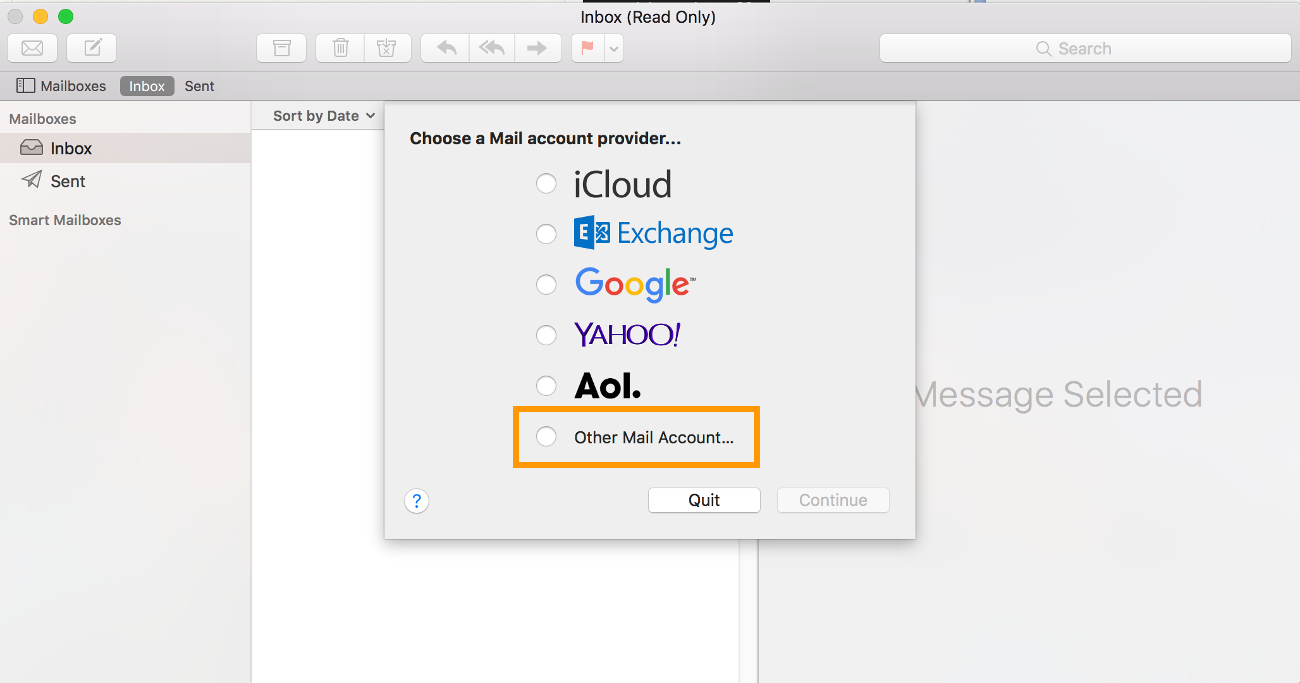 Inbox (Read Only)
Search
Mailboxes Inbox Sent
Mailboxes
Inbox
Sent
Smart Mailboxes
Sort by Date
Choose a Mail account provider...
iCloud
E Exchange
Google™
YAHOO!
Aol.
Other Mail Account...
? Quit Continue
Message Selected